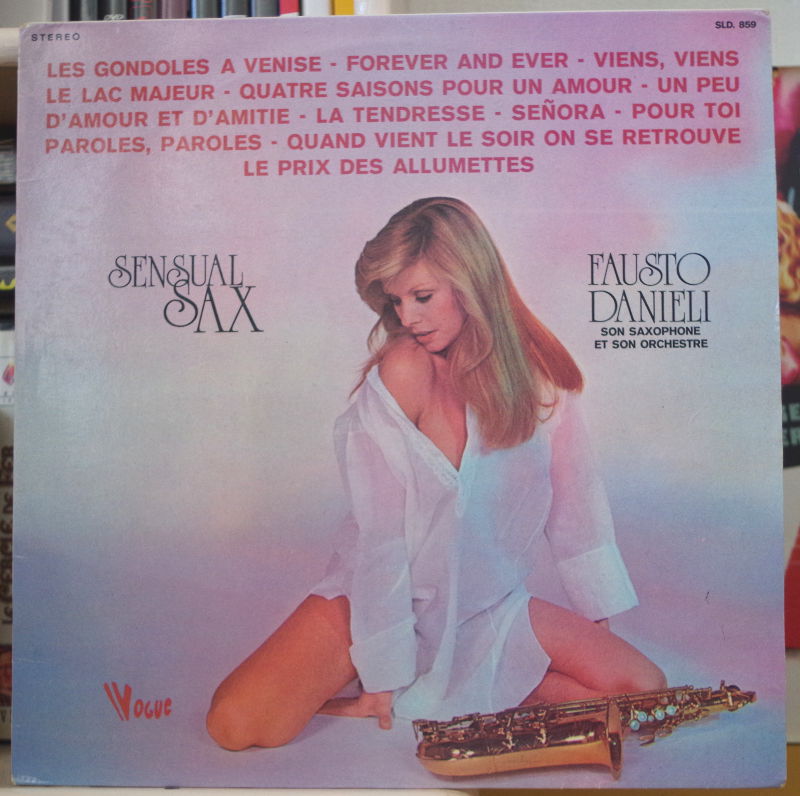 STEREO
SLD. 859
LES GONDOLES A VENISE - FOREVER AND EVER - VIENS, VIENS
LE LAC MAJEUR - QUATRE SAISONS POUR UN AMOUR - UN PEU
D'AMOUR ET D'AMITIE - LA TENDRESSE - SEÑORA - POUR TOI
PAROLES, PAROLES - QUAND VIENT LE SOIR ON SE RETROUVE
LE PRIX DES ALLUMETTES
SENSUAL
SAX
FAUSTO
DANIELI
SON SAXOPHONE
ET SON ORCHESTRE
VOGUE